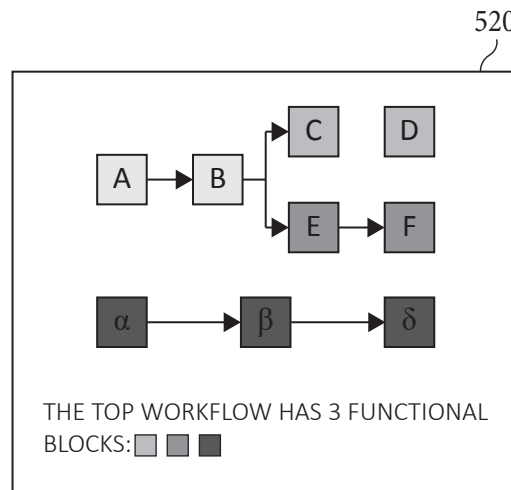 520
C D
A B
E F
α β δ
THE TOP WORKFLOW HAS 3 FUNCTIONAL
BLOCKS: